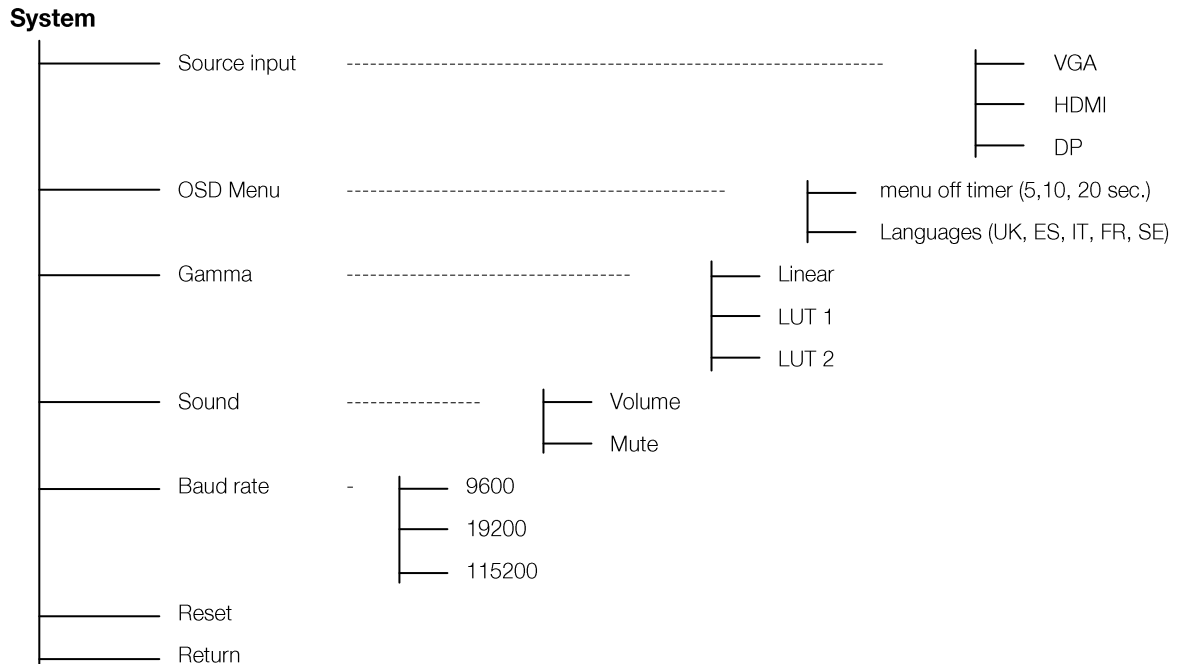 System
Source input VGA
HDMI
DP
OSD Menu menu off timer (5,10, 20 sec.)
Languages (UK, ES, IT, FR, SE)
Gamma Linear
LUT 1
LUT 2
Sound Volume
Mute
Baud rate 9600
19200
115200
Reset
Return